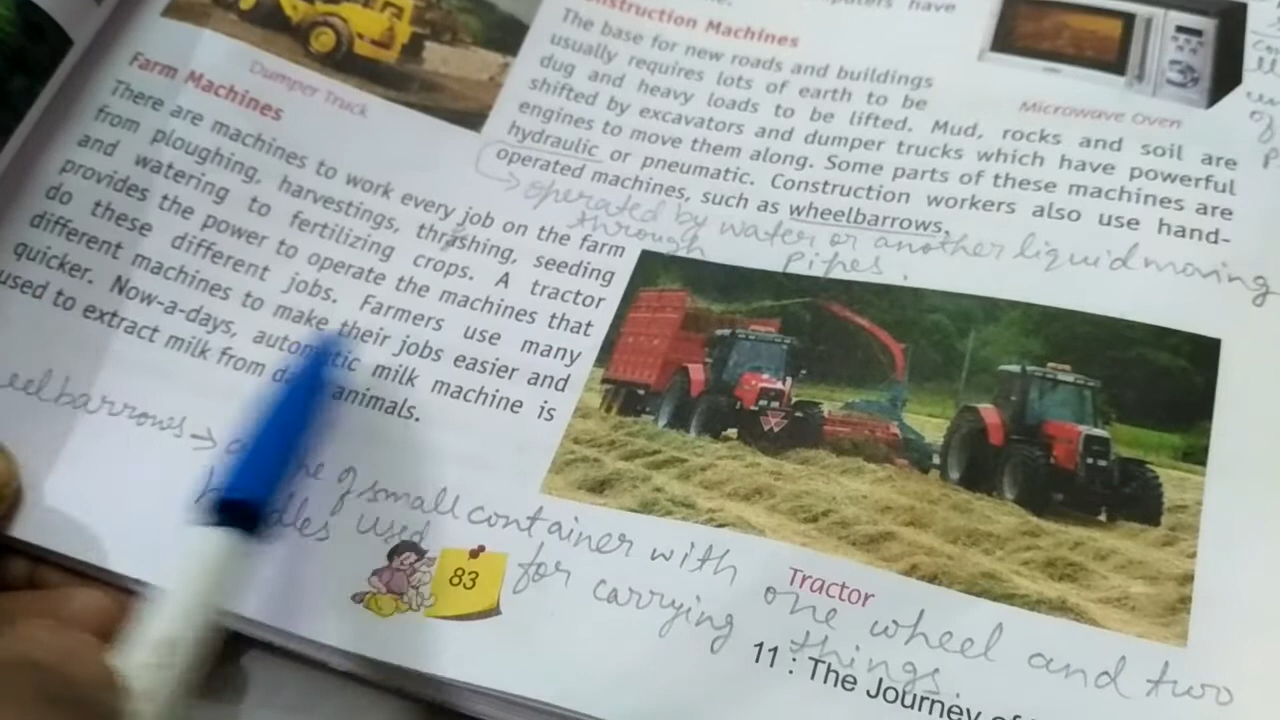 Dumper Truck
Farm Machines
There are machines to work every job on the farm
from ploughing, harvestings, thrashing, seeding
and watering to fertilizing crops. A tractor
provides the power to operate the machines that
do these different jobs. Farmers use many
different machines to make their jobs easier and
quicker. Now-a-days, automatic milk machine is
used to extract milk from animals.
eelbarrows → of small container with one wheel and two
used for carrying things.
83
have
Construction Machines
The base for new roads and buildings
usually requires lots of earth to be
dug and heavy loads to be lifted. Mud, rocks and soil are
shifted by excavators and dumper trucks which have powerful
engines to move them along. Some parts of these machines are
hydraulic or pneumatic. Construction workers also use hand-
operated machines, such as wheelbarrows.
→ operated by water or another liquid moving
through pipes.
Microwave Oven
of
Tractor
11 : The Journey